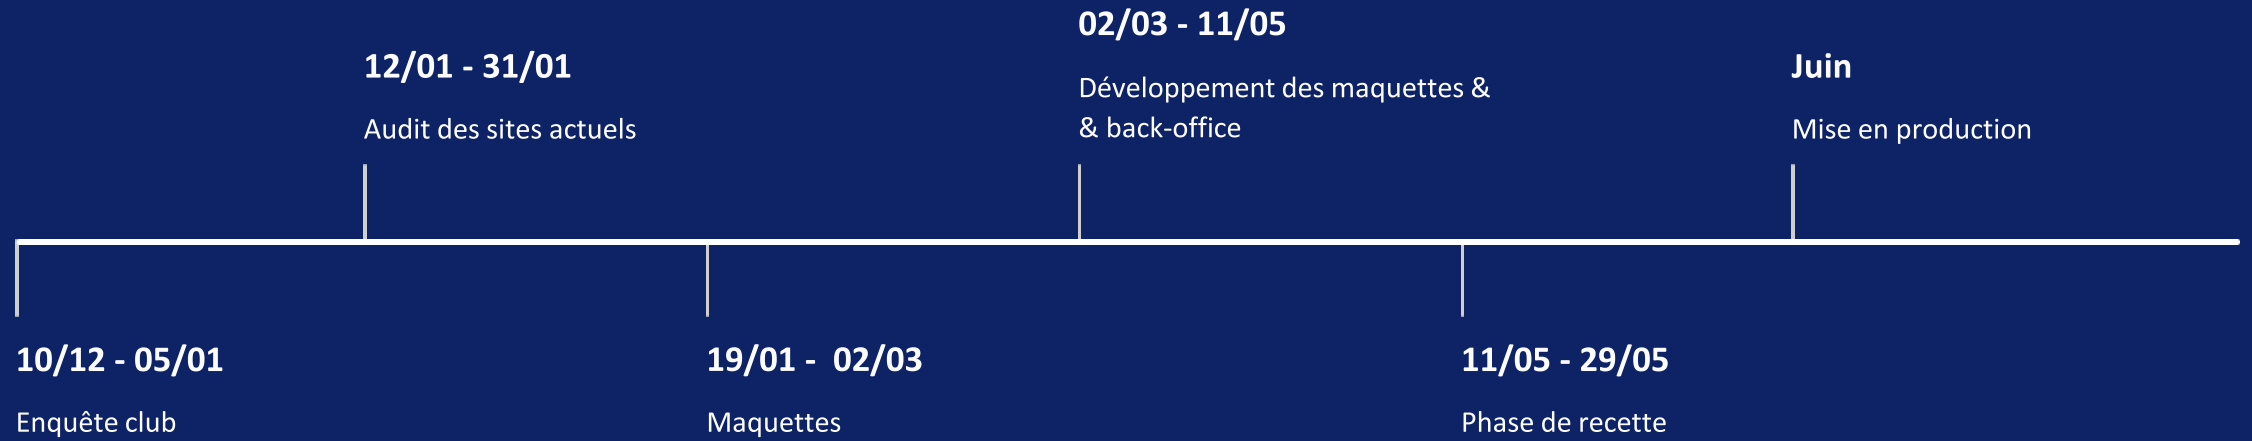 02/03 - 11/05
12/01 - 31/01
Juin
Développement des maquettes &
& back-office
Audit des sites actuels
Mise en production
10/12 - 05/01
19/01 -  02/03
11/05 - 29/05
Enquête club
Maquettes
Phase de recette